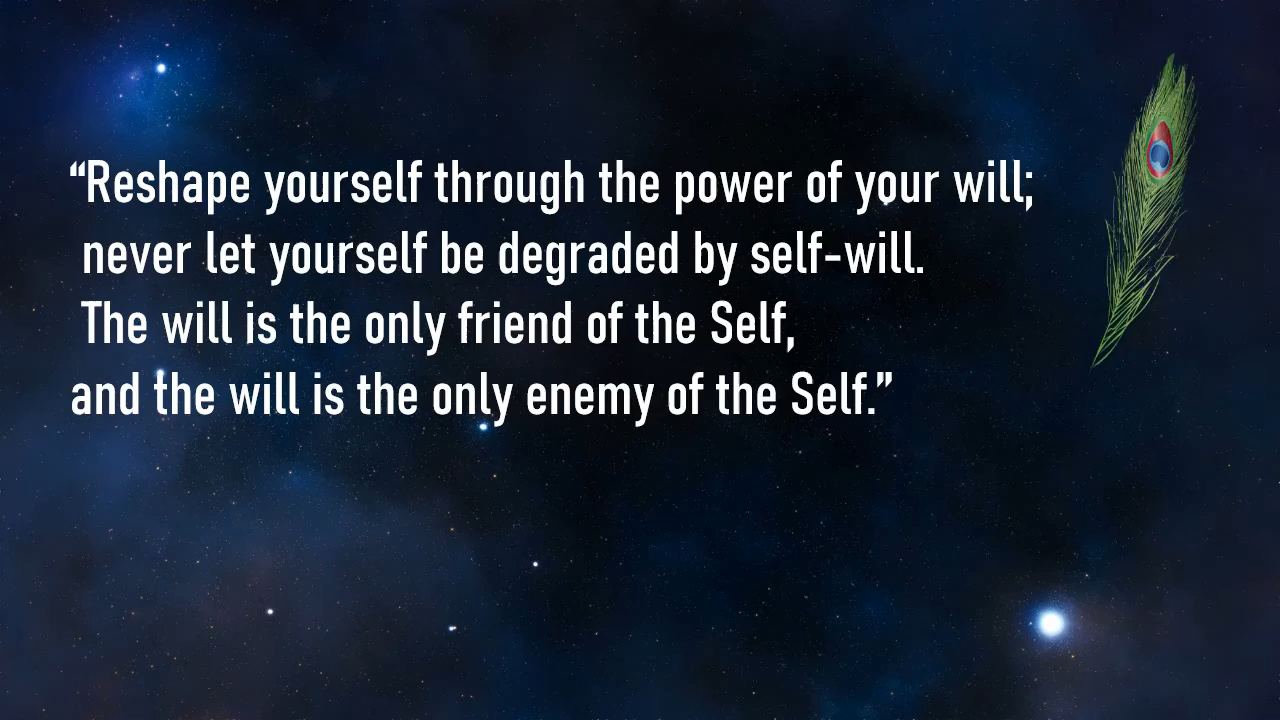 “Reshape yourself through the power of your will;
never let yourself be degraded by self-will.
The will is the only friend of the Self,
and the will is the only enemy of the Self.”